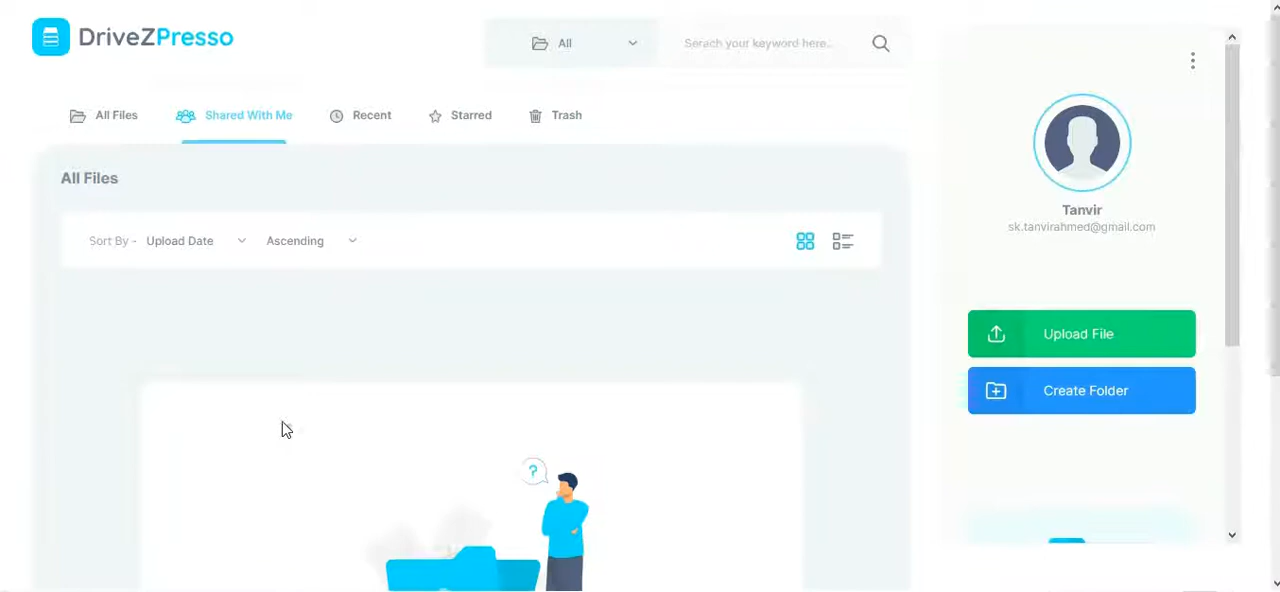 DriveZPresso
All
Serach your keyword here..
All Files
Shared With Me
Recent
Starred
Trash
All Files
Sort By - Upload Date
Ascending
?
Tanvir
sk.tanvirahmed@gmail.com
Upload File
Create Folder